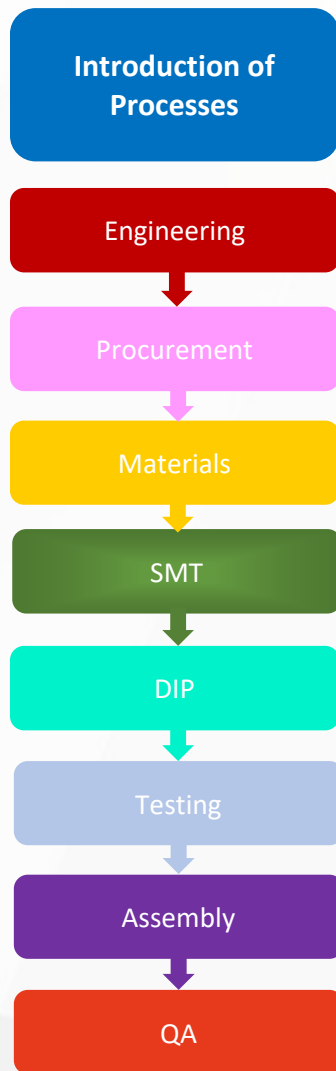 Introduction of
Processes
Engineering
Procurement
Materials
SMT
DIP
Testing
Assembly
QA